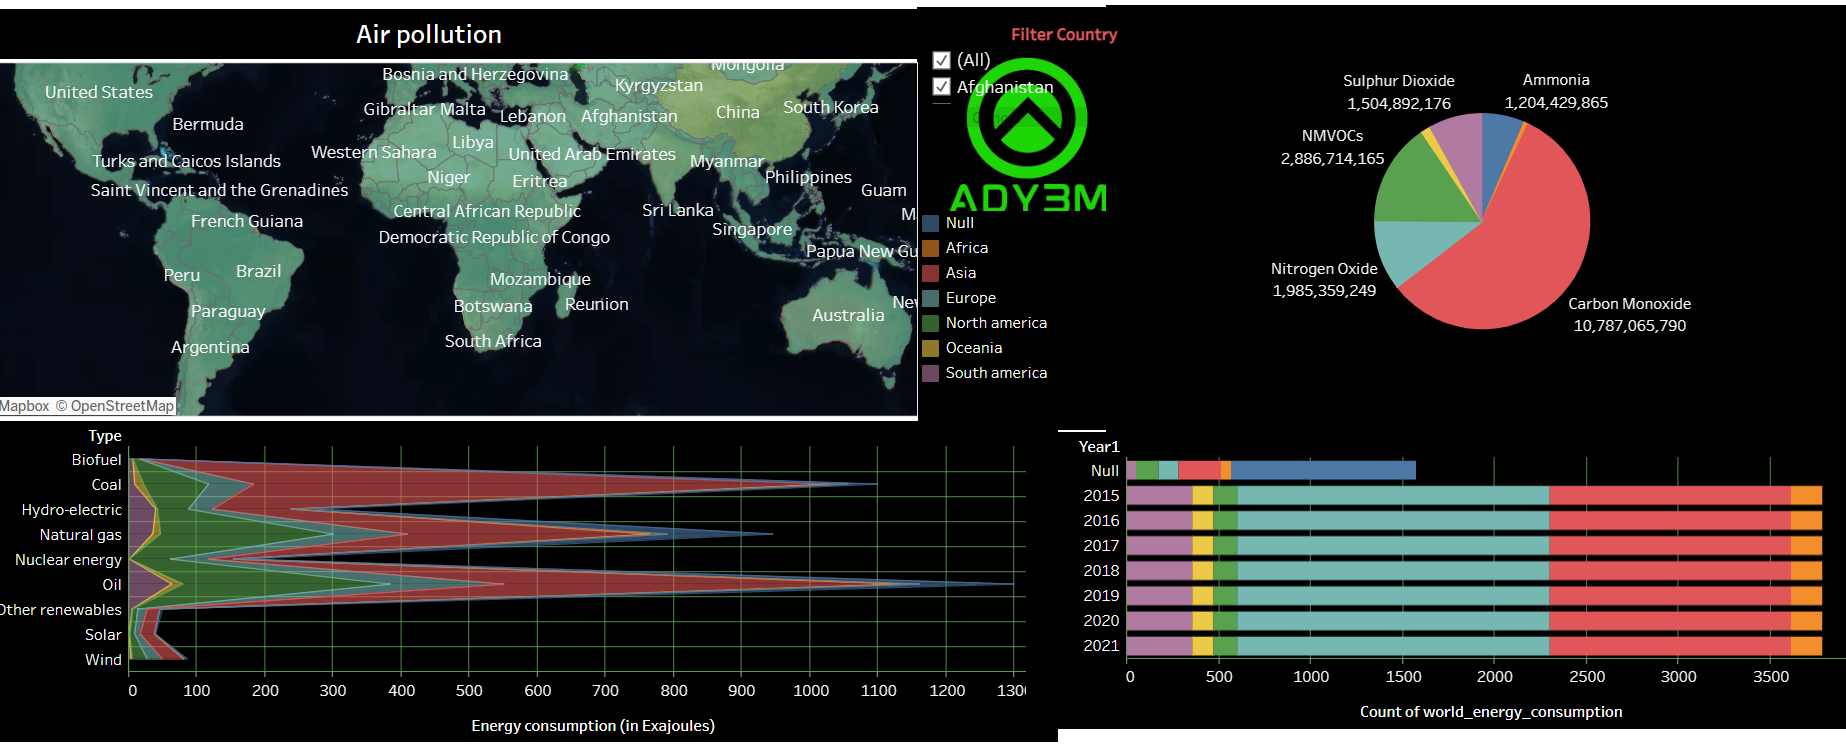 Air pollution
Bosnia and Herzegovina
Mongolia
United States
Kyrgyzstan
Gibraltar Malta
Lebanon
Afghanistan
China
South Korea
Bermuda
Libya
Western Sahara
United Arab Emirates
Myanmar
Turks and Caicos Islands
Niger
Eritrea
Philippines
Saint Vincent and the Grenadines
Guam
Central African Republic
Sri Lanka
M
French Guiana
Singapore
Democratic Republic of Congo
Papua New Gu
Peru
Brazil
Mozambique
Botswana
Reunion
Nev
Paraguay
Australia
South Africa
Argentina
Mapbox © OpenStreetMap
Filter Country
(All)
Afghanistan
ADY3M
Null
Africa
Asia
Europe
North america
Oceania
South america
Sulphur Dioxide
1,504,892,176
Ammonia
1,204,429,865
NMVOCs
2,886,714,165
Nitrogen Oxide
1,985,359,249
Carbon Monoxide
10,787,065,790
Type
Biofuel
Coal
Hydro-electric
Natural gas
Nuclear energy
Oil
Other renewables
Solar
Wind
0 100 200 300 400 500 600 700 800 900 1000 1100 1200 1300
Energy consumption (in Exajoules)
Year1
Null
2015
2016
2017
2018
2019
2020
2021
0 500 1000 1500 2000 2500 3000 3500
Count of world_energy_consumption